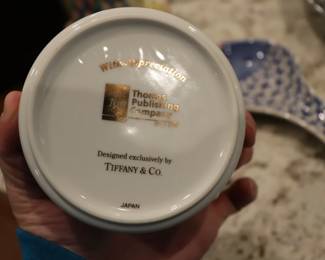 With Appreciation
Thomas
Publishing
Company
Designed exclusively by
TIFFANY & CO.
JAPAN